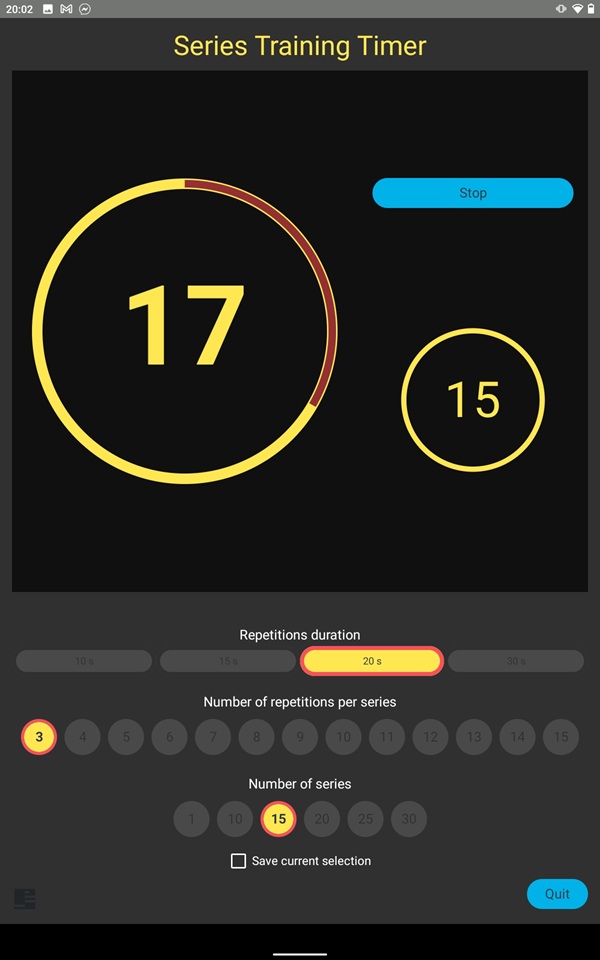 20:02
Series Training Timer
Stop
17
15
Repetitions duration
10 s 15 s 20 s 30 s
Number of repetitions per series
3 4 5 6 7 8 9 10 11 12 13 14 15
Number of series
1 10 15 20 25 30
Save current selection
Quit